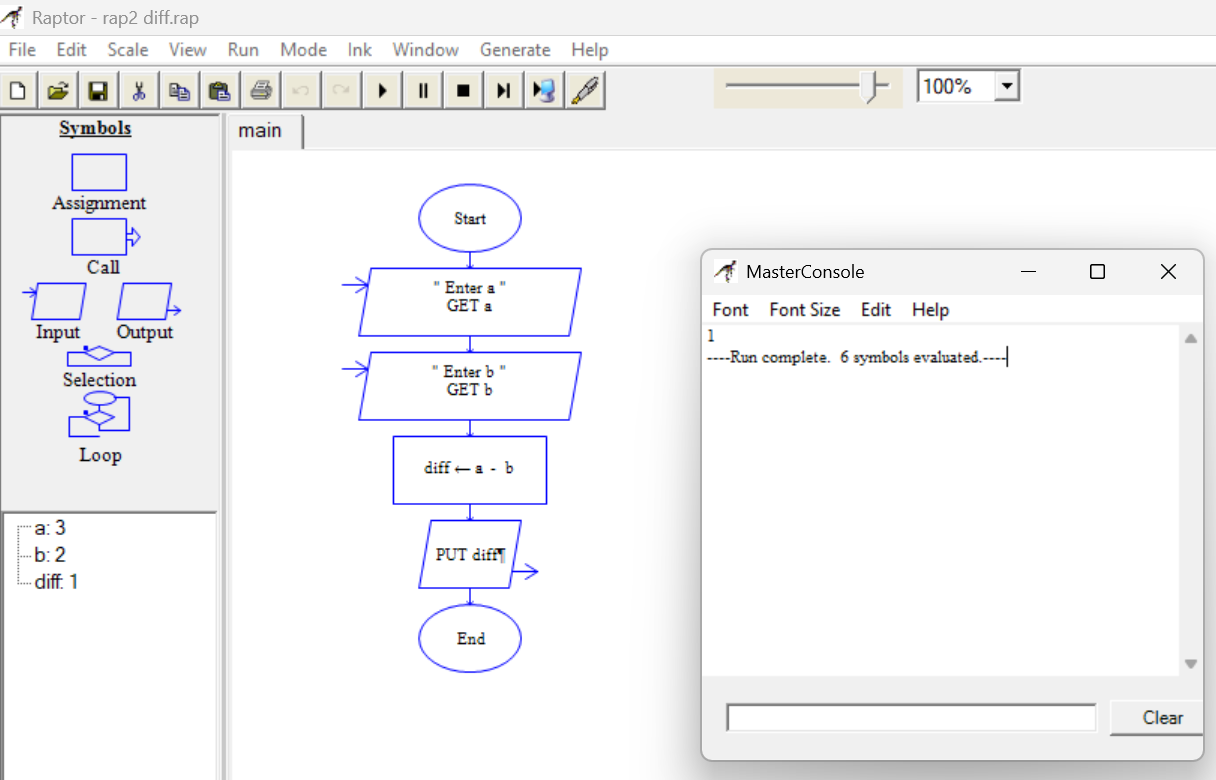 Raptor - rap2 diff.rap
File Edit Scale View Run Mode Ink Window Generate Help
100%
Symbols
Assignment
Call
Input Output
Selection
Loop
a: 3
b: 2
diff: 1
main
Start
" Enter a "
GET a
" Enter b "
GET b
diff ← a - b
PUT diff¶
End
MasterConsole
Font Font Size Edit Help
1
----Run complete. 6 symbols evaluated.----
Clear